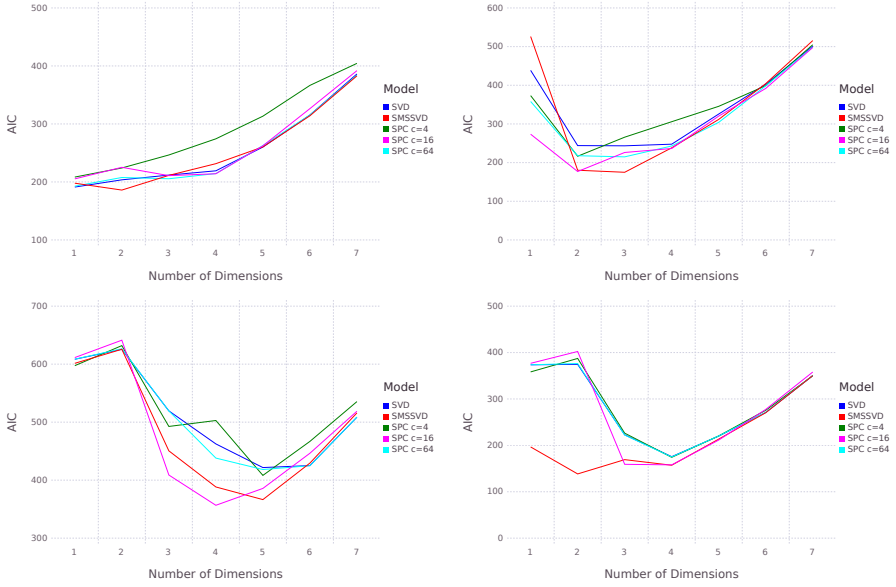 500
400
300
200
100
AIC
1 2 3 4 5 6 7
Number of Dimensions
Model
SVD
SMSSVD
SPC c=4
SPC c=16
SPC c=64
600
500
400
300
200
100
0
AIC
1 2 3 4 5 6 7
Number of Dimensions
Model
SVD
SMSSVD
SPC c=4
SPC c=16
SPC c=64
700
600
500
400
300
AIC
1 2 3 4 5 6 7
Number of Dimensions
Model
SVD
SMSSVD
SPC c=4
SPC c=16
SPC c=64
500
400
300
200
100
0
AIC
1 2 3 4 5 6 7
Number of Dimensions
Model
SVD
SMSSVD
SPC c=4
SPC c=16
SPC c=64